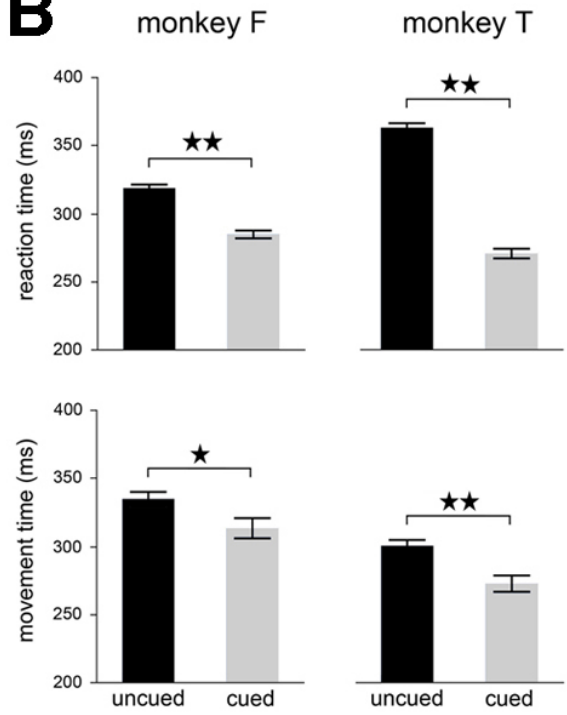 B
monkey F
monkey T
reaction time (ms)
400
350
300
250
200
★★
★★
movement time (ms)
400
350
300
250
200
★
★★
uncued cued
uncued cued